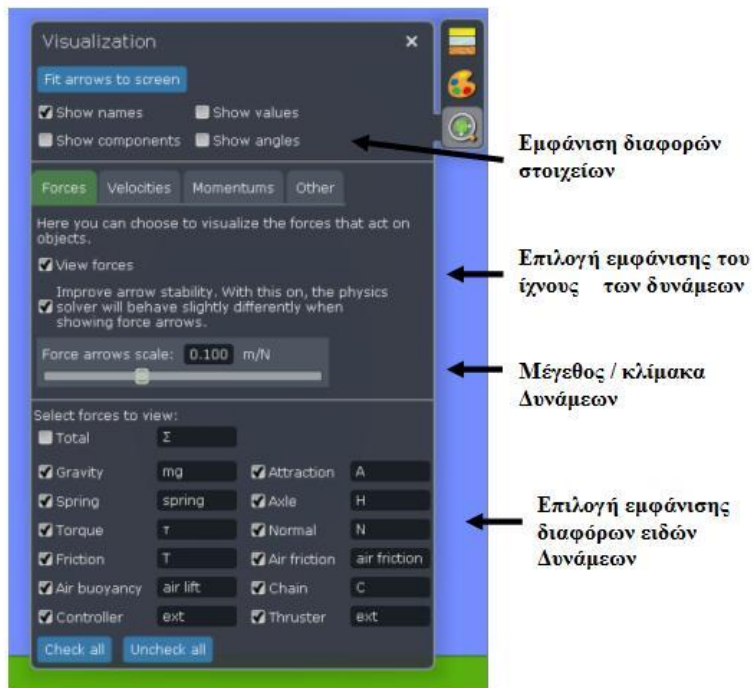 Visualization
Fit arrows to screen
Show names Show values
Show components Show angles
Εμφάνιση διαφορών
στοιχείων
Forces Velocities Momentums Other
Here you can choose to visualize the forces that act on
objects.
View forces
Improve arrow stability. With this on, the physics
solver will behave slightly differently when
showing force arrows.
Επιλογή εμφάνισης του
ίχνους των δυνάμεων
Force arrows scale: 0.100 m/N
Μέγεθος / κλίμακα
Δυνάμεων
Select forces to view:
Total Σ
Gravity mg Attraction A
Spring spring Axle H
Torque τ Normal N
Friction T Air friction air friction
Air buoyancy air lift Chain C
Controller ext Thruster ext
Επιλογή εμφάνισης
διαφόρων ειδών
Δυνάμεων
Check all Uncheck all